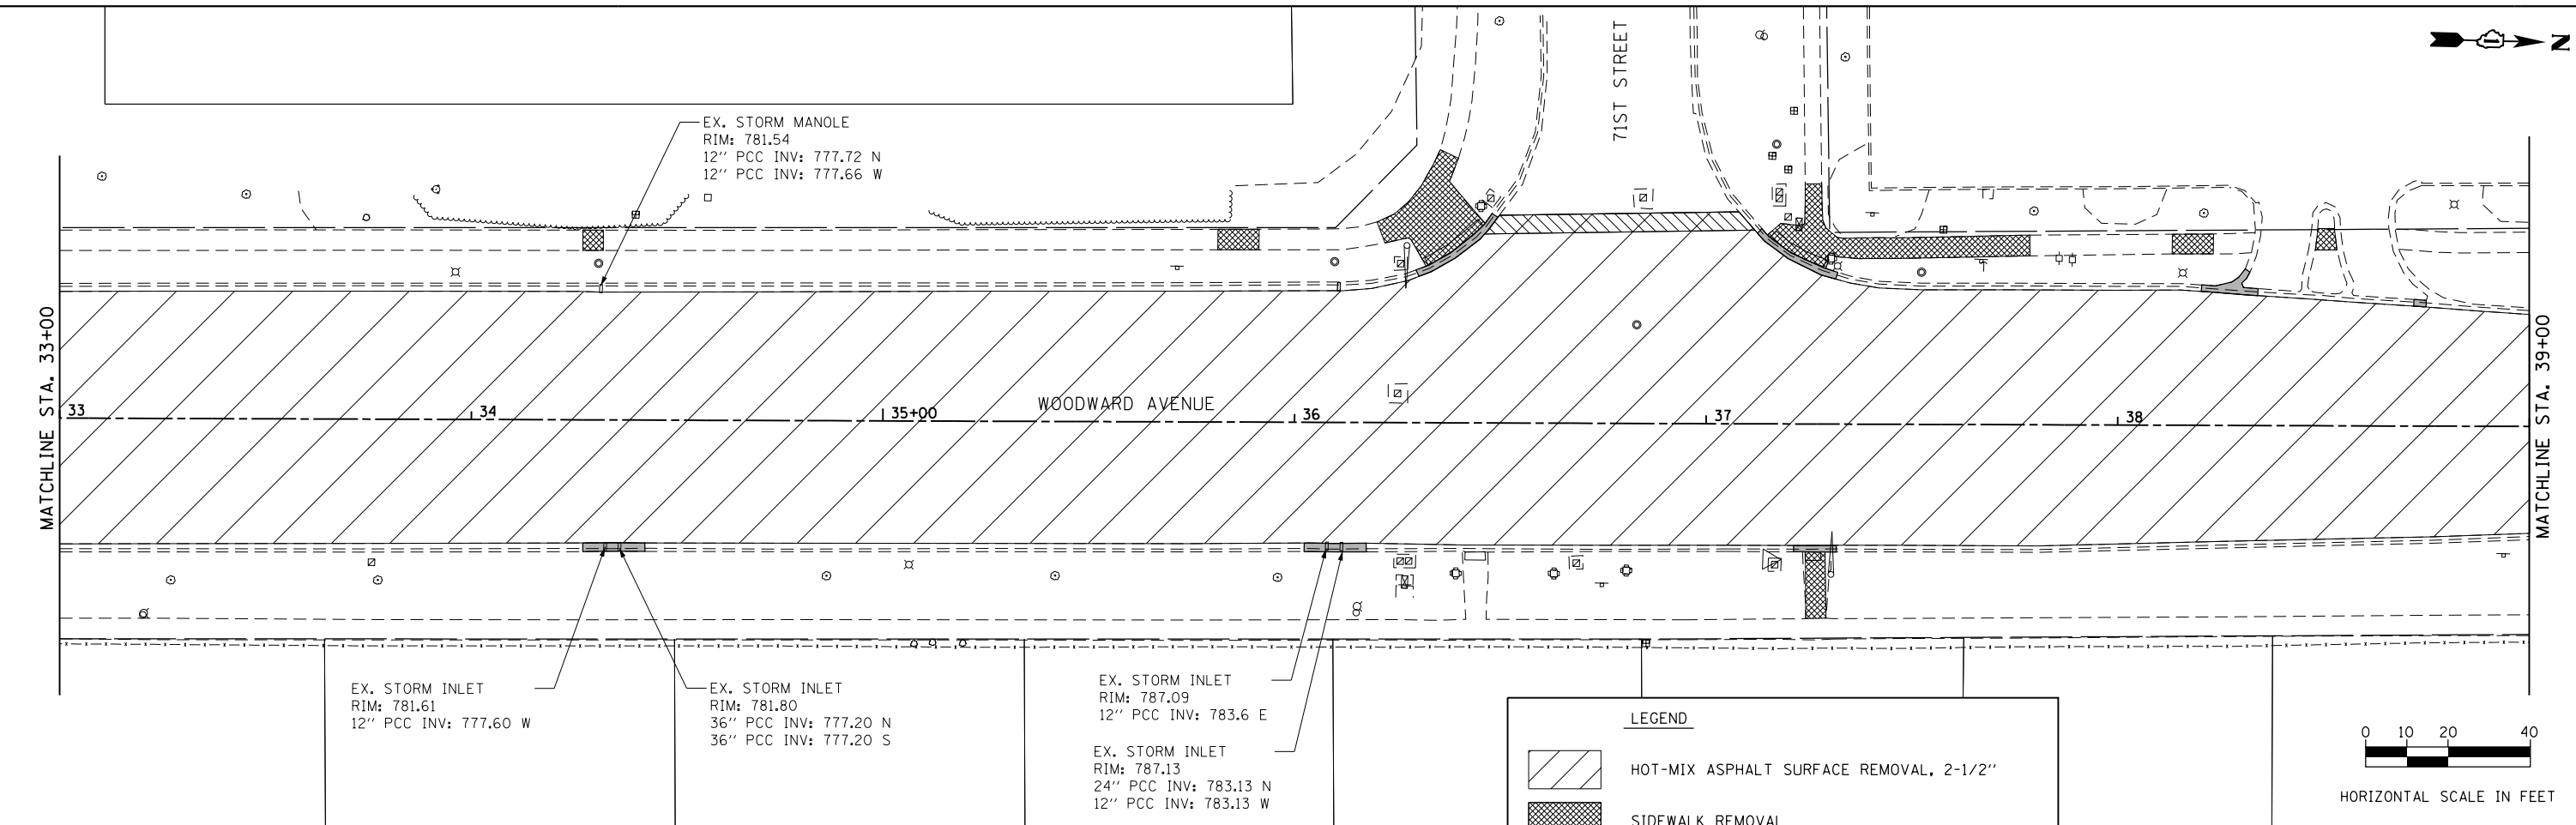 N
71ST STREET
EX. STORM MANOLE
RIM: 781.54
12'' PCC INV: 777.72 N
12'' PCC INV: 777.66 W
MATCHLINE STA. 33+00
33
34
35+00
WOODWARD AVENUE
36
37
38
MATCHLINE STA. 39+00
EX. STORM INLET
RIM: 781.61
12'' PCC INV: 777.60 W
EX. STORM INLET
RIM: 781.80
36'' PCC INV: 777.20 N
36'' PCC INV: 777.20 S
EX. STORM INLET
RIM: 787.09
12'' PCC INV: 783.6 E
EX. STORM INLET
RIM: 787.13
24'' PCC INV: 783.13 N
12'' PCC INV: 783.13 W
LEGEND
HOT-MIX ASPHALT SURFACE REMOVAL, 2-1/2''
SIDEWALK REMOVAL
0 10 20 40
HORIZONTAL SCALE IN FEET